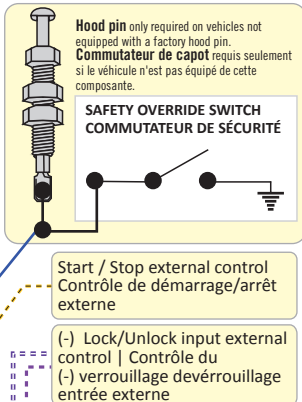 Hood pin only required on vehicles not
equipped with a factory hood pin.
Commutateur de capot requis seulement
si le véhicule n'est pas équipé de cette
composante.
SAFETY OVERRIDE SWITCH
COMMUTATEUR DE SÉCURITÉ
Start / Stop external control
Contrôle de démarrage/arrêt
externe
(-) Lock/Unlock input external
control | Contrôle du
(-) verrouillage devérrouillage
entrée externe